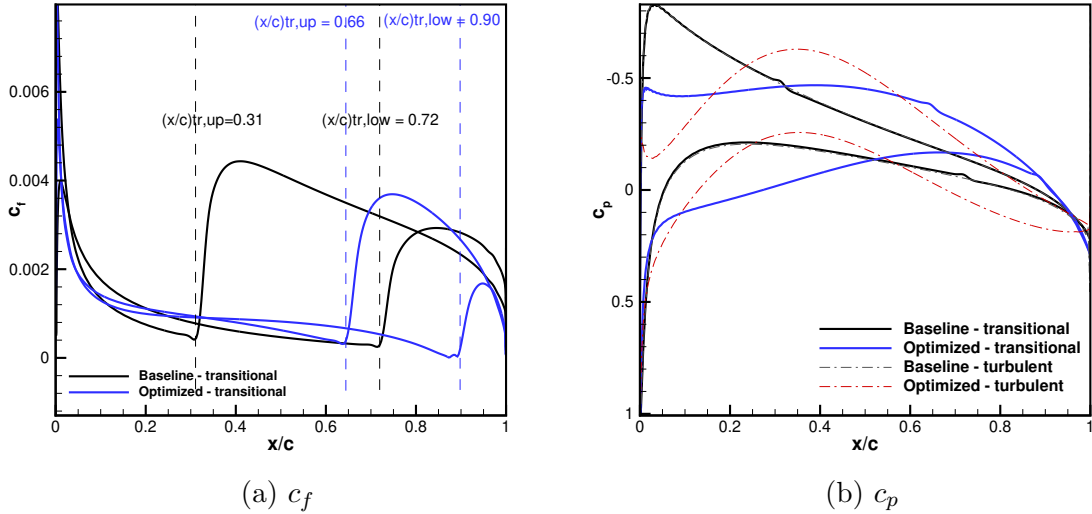 (x/c)tr,up = 0.66
(x/c)tr,low = 0.90
(x/c)tr,up=0.31
(x/c)tr,low = 0.72
0.006
0.004
0.002
0
c_f
Baseline - transitional
Optimized - transitional
0 0.2 0.4 0.6 0.8 1
x/c
(a) c_f
-0.5
0
0.5
1
c_p
Baseline - transitional
Optimized - transitional
Baseline - turbulent
Optimized - turbulent
0 0.2 0.4 0.6 0.8 1
x/c
(b) c_p